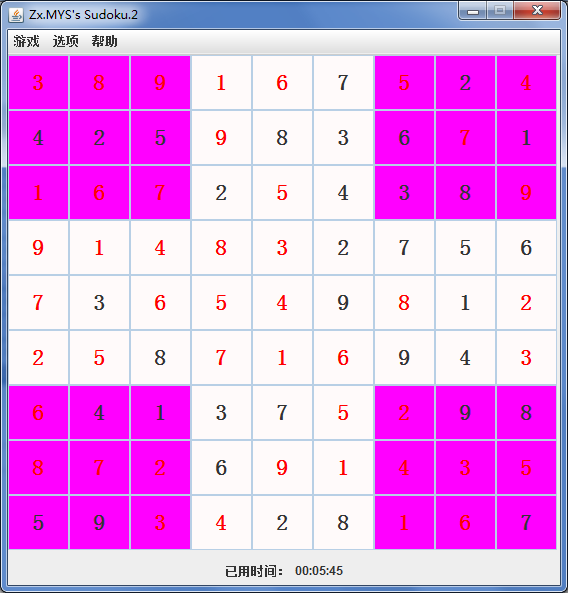 Zx.MYS's Sudoku.2
游戏 选项 帮助
3 8 9 1 6 7 5 2 4
4 2 5 9 8 3 6 7 1
1 6 7 2 5 4 3 8 9
9 1 4 8 3 2 7 5 6
7 3 6 5 4 9 8 1 2
2 5 8 7 1 6 9 4 3
6 4 1 3 7 5 2 9 8
8 7 2 6 9 1 4 3 5
5 9 3 4 2 8 1 6 7
已用时间： 00:05:45